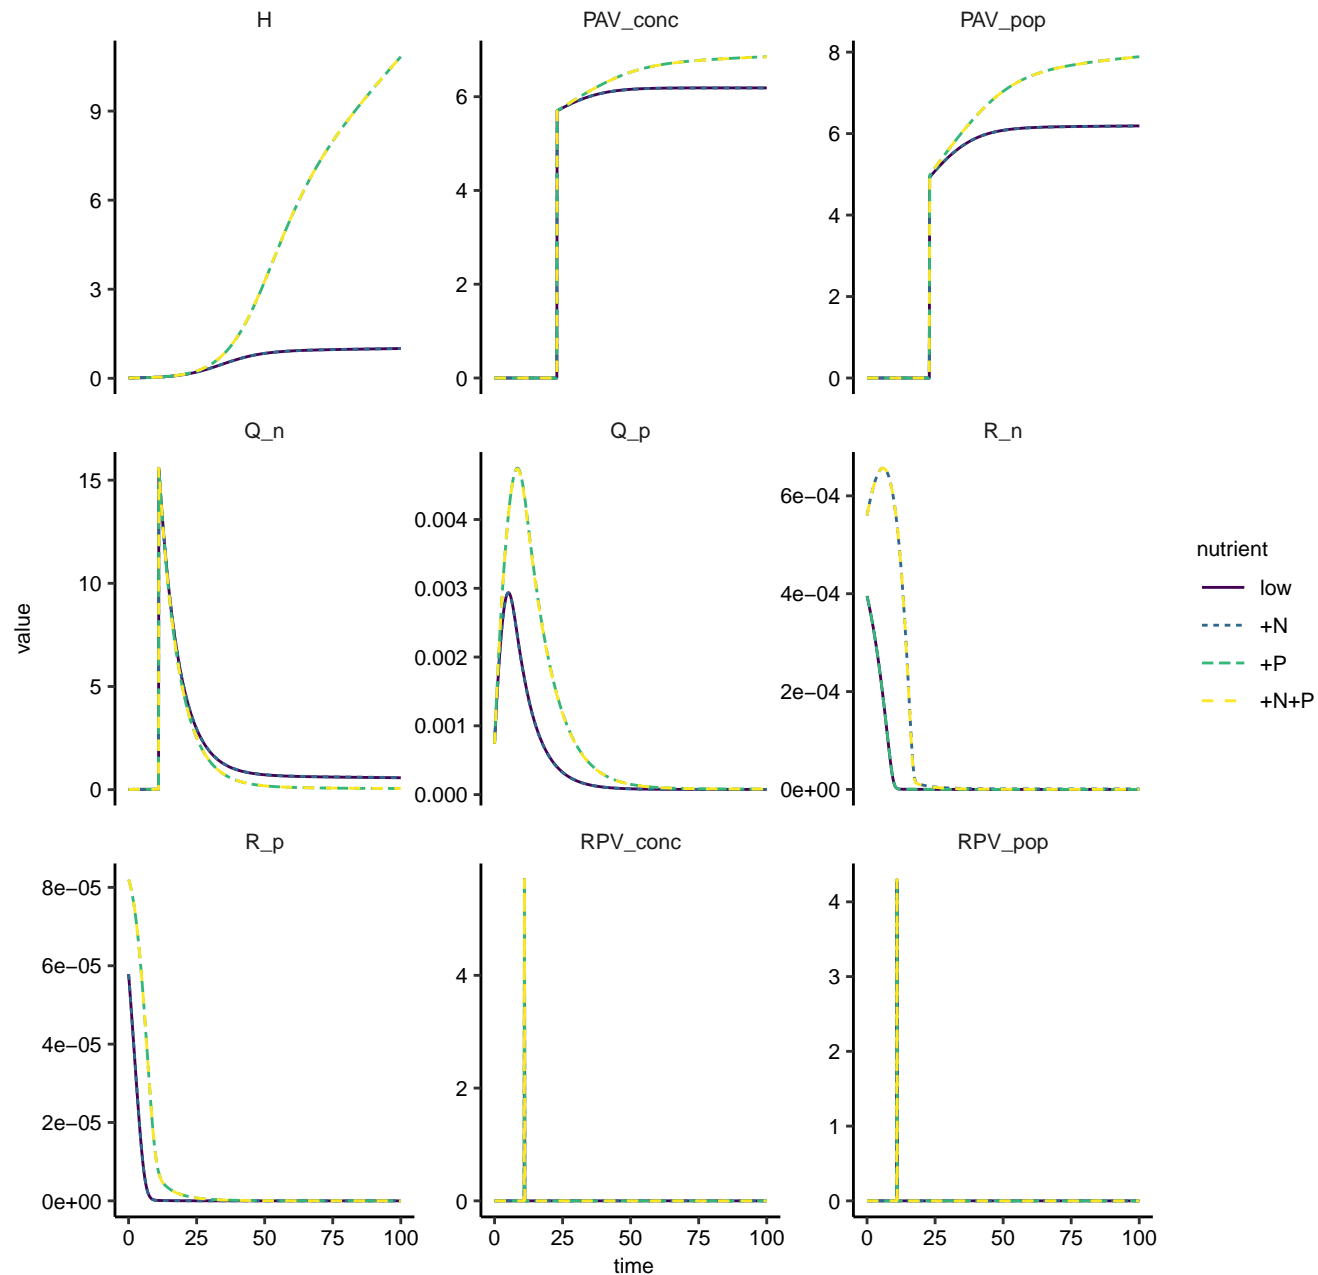 H
PAV_conc
PAV_pop
9
6
3
0
6
4
2
0
8
6
4
2
0
Q_n
Q_p
R_n
15
10
5
0
0.004
0.003
0.002
0.001
0.000
6e−04
4e−04
2e−04
0e+00
value
nutrient
low
+N
+P
+N+P
R_p
RPV_conc
RPV_pop
8e−05
6e−05
4e−05
2e−05
0e+00
4
2
0
4
3
2
1
0
0 25 50 75 100
0 25 50 75 100
0 25 50 75 100
time